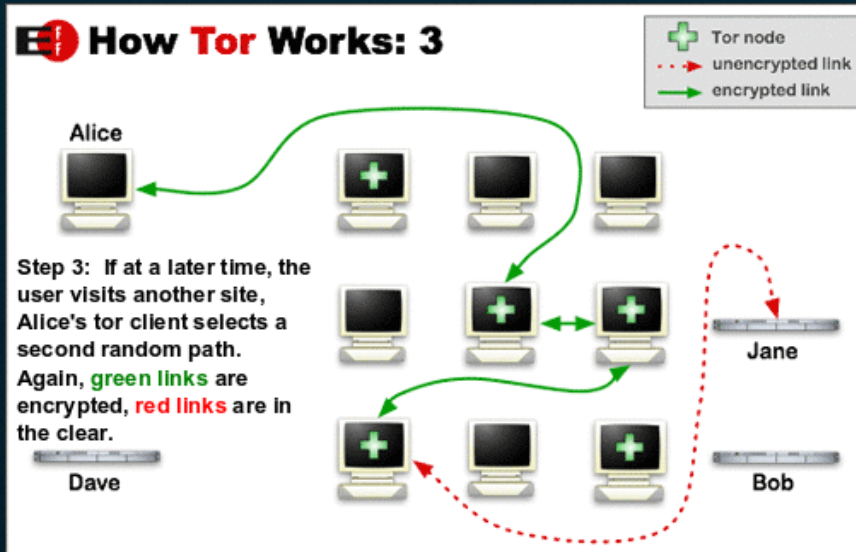 EFF How Tor Works: 3
Tor node
unencrypted link
encrypted link
Alice
Step 3:  If at a later time, the
user visits another site,
Alice's tor client selects a
second random path.
Again, green links are
encrypted, red links are in
the clear.
Jane
Dave
Bob